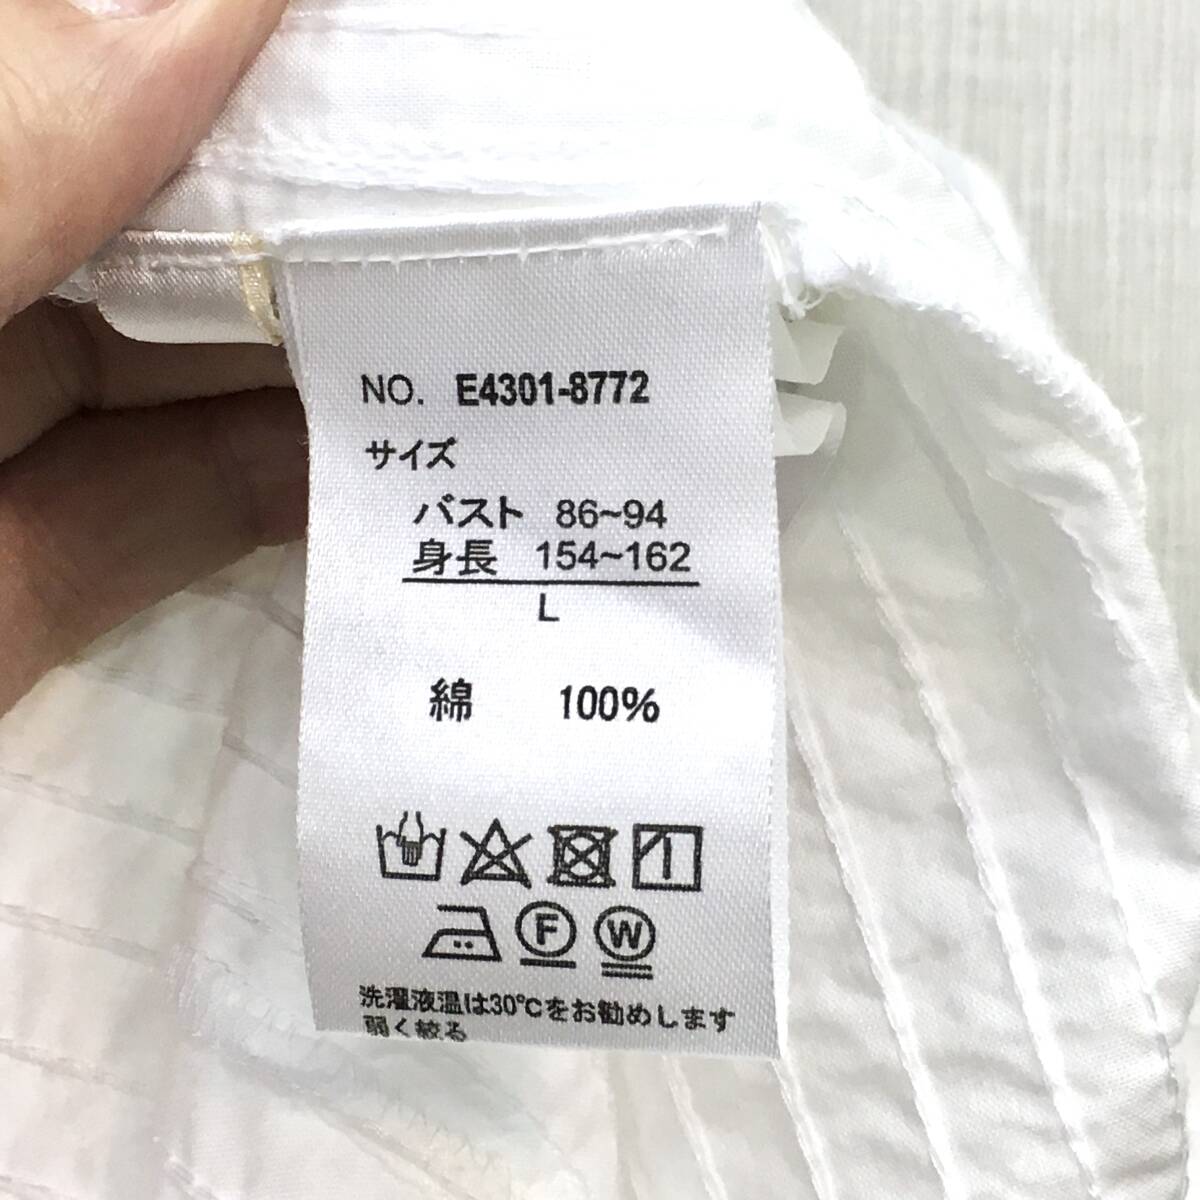 NO. E4301-8772
サイズ
バスト 86~94
身長 154~162
L
綿 100%
F W
洗濯液温は30℃をお勧めします
弱く絞る